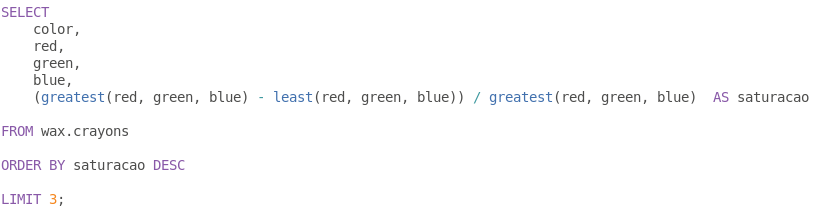 SELECT
    color,
    red,
    green,
    blue,
    (greatest(red, green, blue) - least(red, green, blue)) / greatest(red, green, blue)  AS saturacao
FROM wax.crayons
ORDER BY saturacao DESC
LIMIT 3;